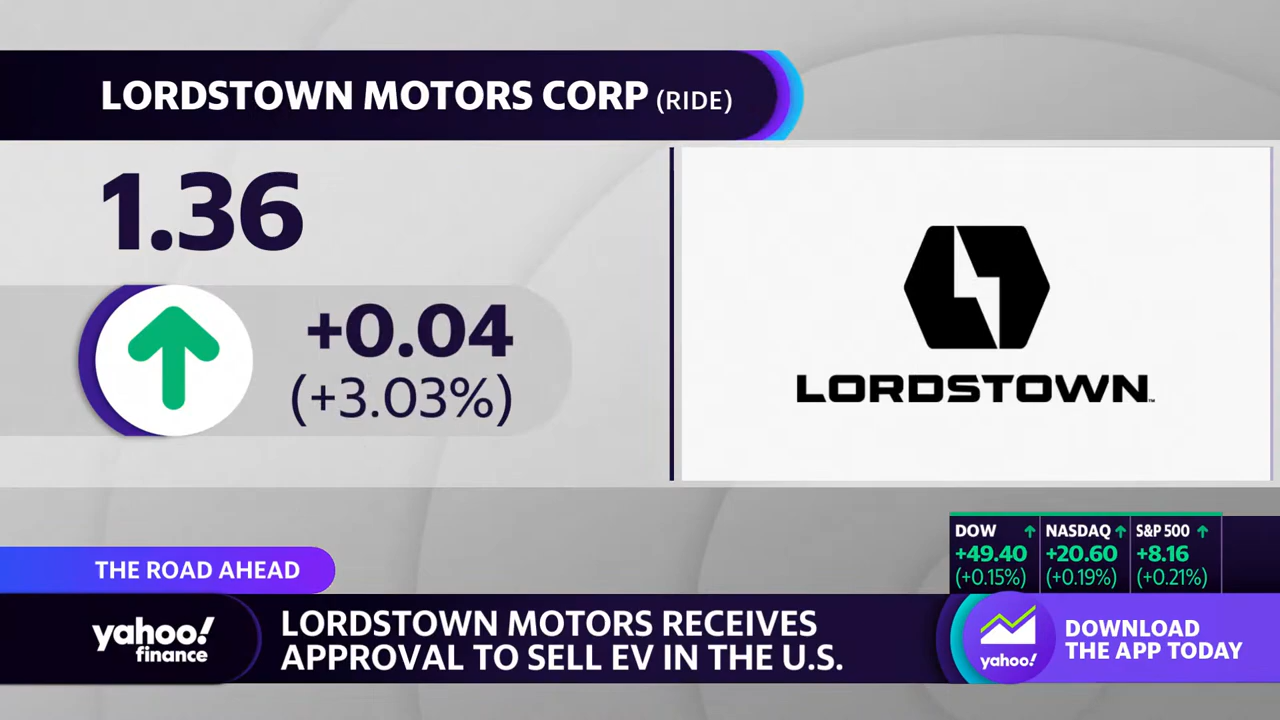 LORDSTOWN MOTORS CORP (RIDE)
1.36
+0.04
(+3.03%)
LORDSTOWN™
DOW
+49.40
(+0.15%)
NASDAQ
+20.60
(+0.19%)
S&P 500
+8.16
(+0.21%)
THE ROAD AHEAD
yahoo!
finance
LORDSTOWN MOTORS RECEIVES
APPROVAL TO SELL EV IN THE U.S.
yahoo!
DOWNLOAD
THE APP TODAY